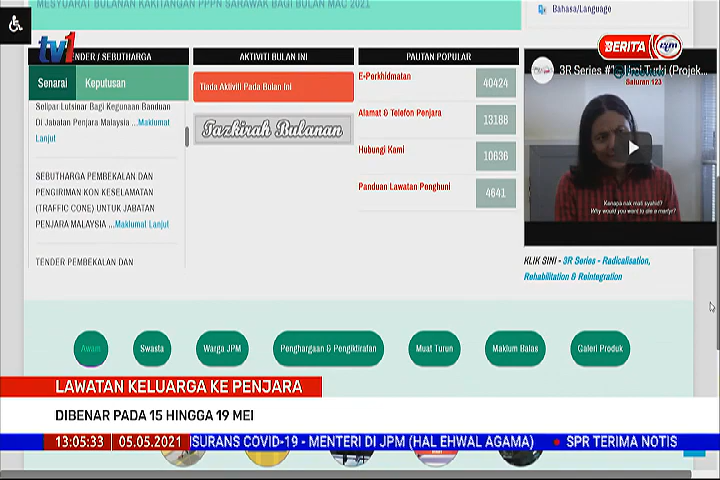 MESYUARAT BULANAN KAKITANGAN PPPN SARAWAK BAGI BULAN MAC 2021
Bahasa/Language
tv1
BERITA
Saluran 123
TENDER / SEBUTHARGA
Senarai
Keputusan
Selipar Lutsinar Bagi Kegunaan Banduan
Di Jabatan Penjara Malaysia ...Maklumat
Lanjut
SEBUTHARGA PEMBEKALAN DAN
PENGIRIMAN KON KESELAMATAN
(TRAFFIC CONE) UNTUK JABATAN
PENJARA MALAYSIA ...Maklumat Lanjut
TENDER PEMBEKALAN DAN
AKTIVITI BULAN INI
Tiada Aktiviti Pada Bulan Ini
Tazkirah Bulanan
PAUTAN POPULAR
E-Perkhidmatan
40424
Alamat & Telefon Penjara
13188
Hubungi Kami
10636
Panduan Lawatan Penghuni
4641
3R Series #1
Turki (Projek...
Kenapa nak mati syahid?
Why would you want to die a martyr?
KLIK SINI - 3R Series - Radicalisation,
Rehabilitation & Reintegration
Awam
Swasta
Warga JPM
Penghargaan & Pengiktirafan
Muat Turun
Maklum Balas
Galeri Produk
LAWATAN KELUARGA KE PENJARA
DIBENAR PADA 15 HINGGA 19 MEI
13:05:33 05.05.2021 SURANS COVID-19 - MENTERI DI JPM (HAL EHWAL AGAMA) • SPR TERIMA NOTIS